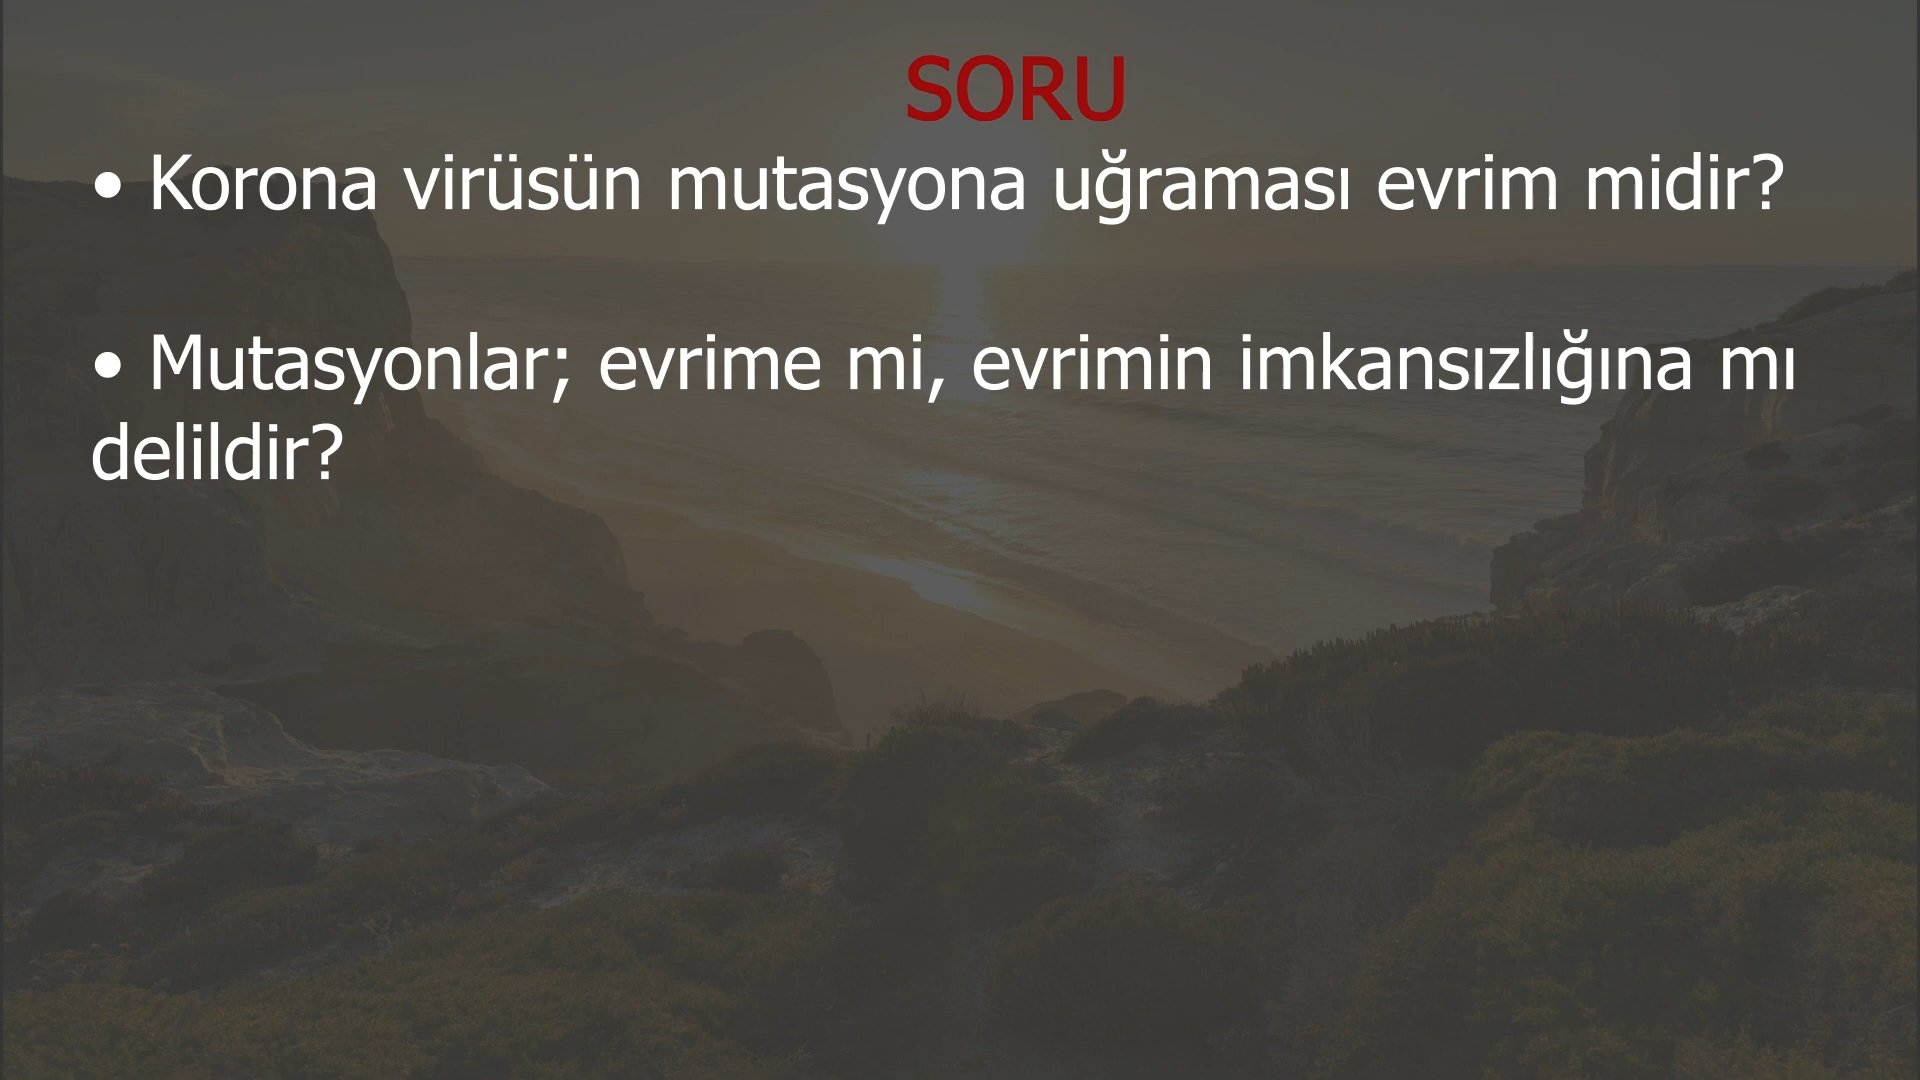 SORU
• Korona virüsün mutasyona uğraması evrim midir?
• Mutasyonlar; evrime mi, evrimin imkansızlığına mı
delildir?